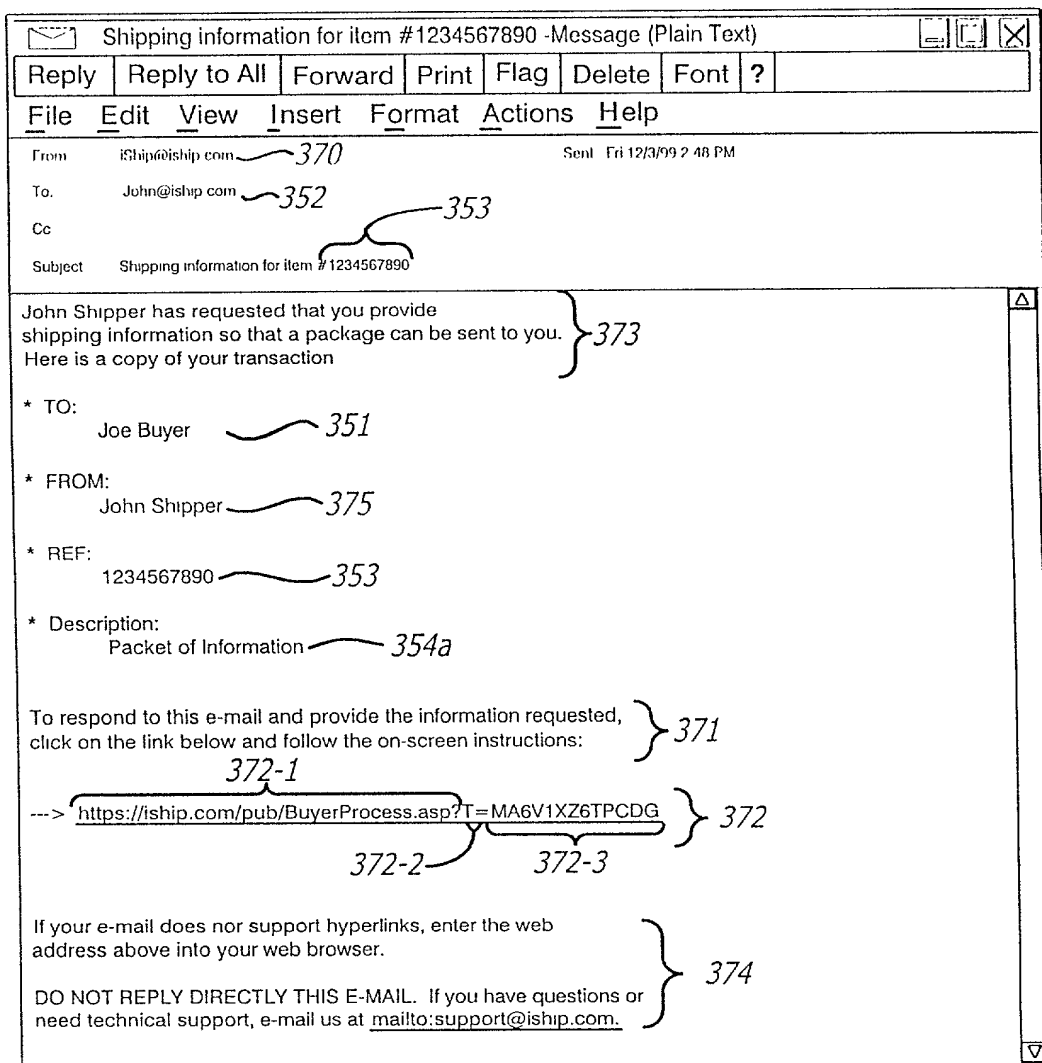 Shipping information for item #1234567890 -Message (Plain Text)
Reply Reply to All Forward Print Flag Delete Font ?
File Edit View Insert Format Actions Help
From iShip@iship com 370 Sent Fri 12/3/99 2 48 PM
To. John@iship com 352
353
Cc
Subject Shipping information for item #1234567890
John Shipper has requested that you provide
shipping information so that a package can be sent to you. 373
Here is a copy of your transaction
* TO:
Joe Buyer 351
* FROM:
John Shipper 375
* REF:
1234567890 353
* Description:
Packet of Information 354a
To respond to this e-mail and provide the information requested,
click on the link below and follow the on-screen instructions: 371
372-1
---> https://iship.com/pub/BuyerProcess.asp?T=MA6V1XZ6TPCDG 372
372-2 372-3
If your e-mail does nor support hyperlinks, enter the web
address above into your web browser.
374
DO NOT REPLY DIRECTLY THIS E-MAIL. If you have questions or
need technical support, e-mail us at mailto:support@iship.com.